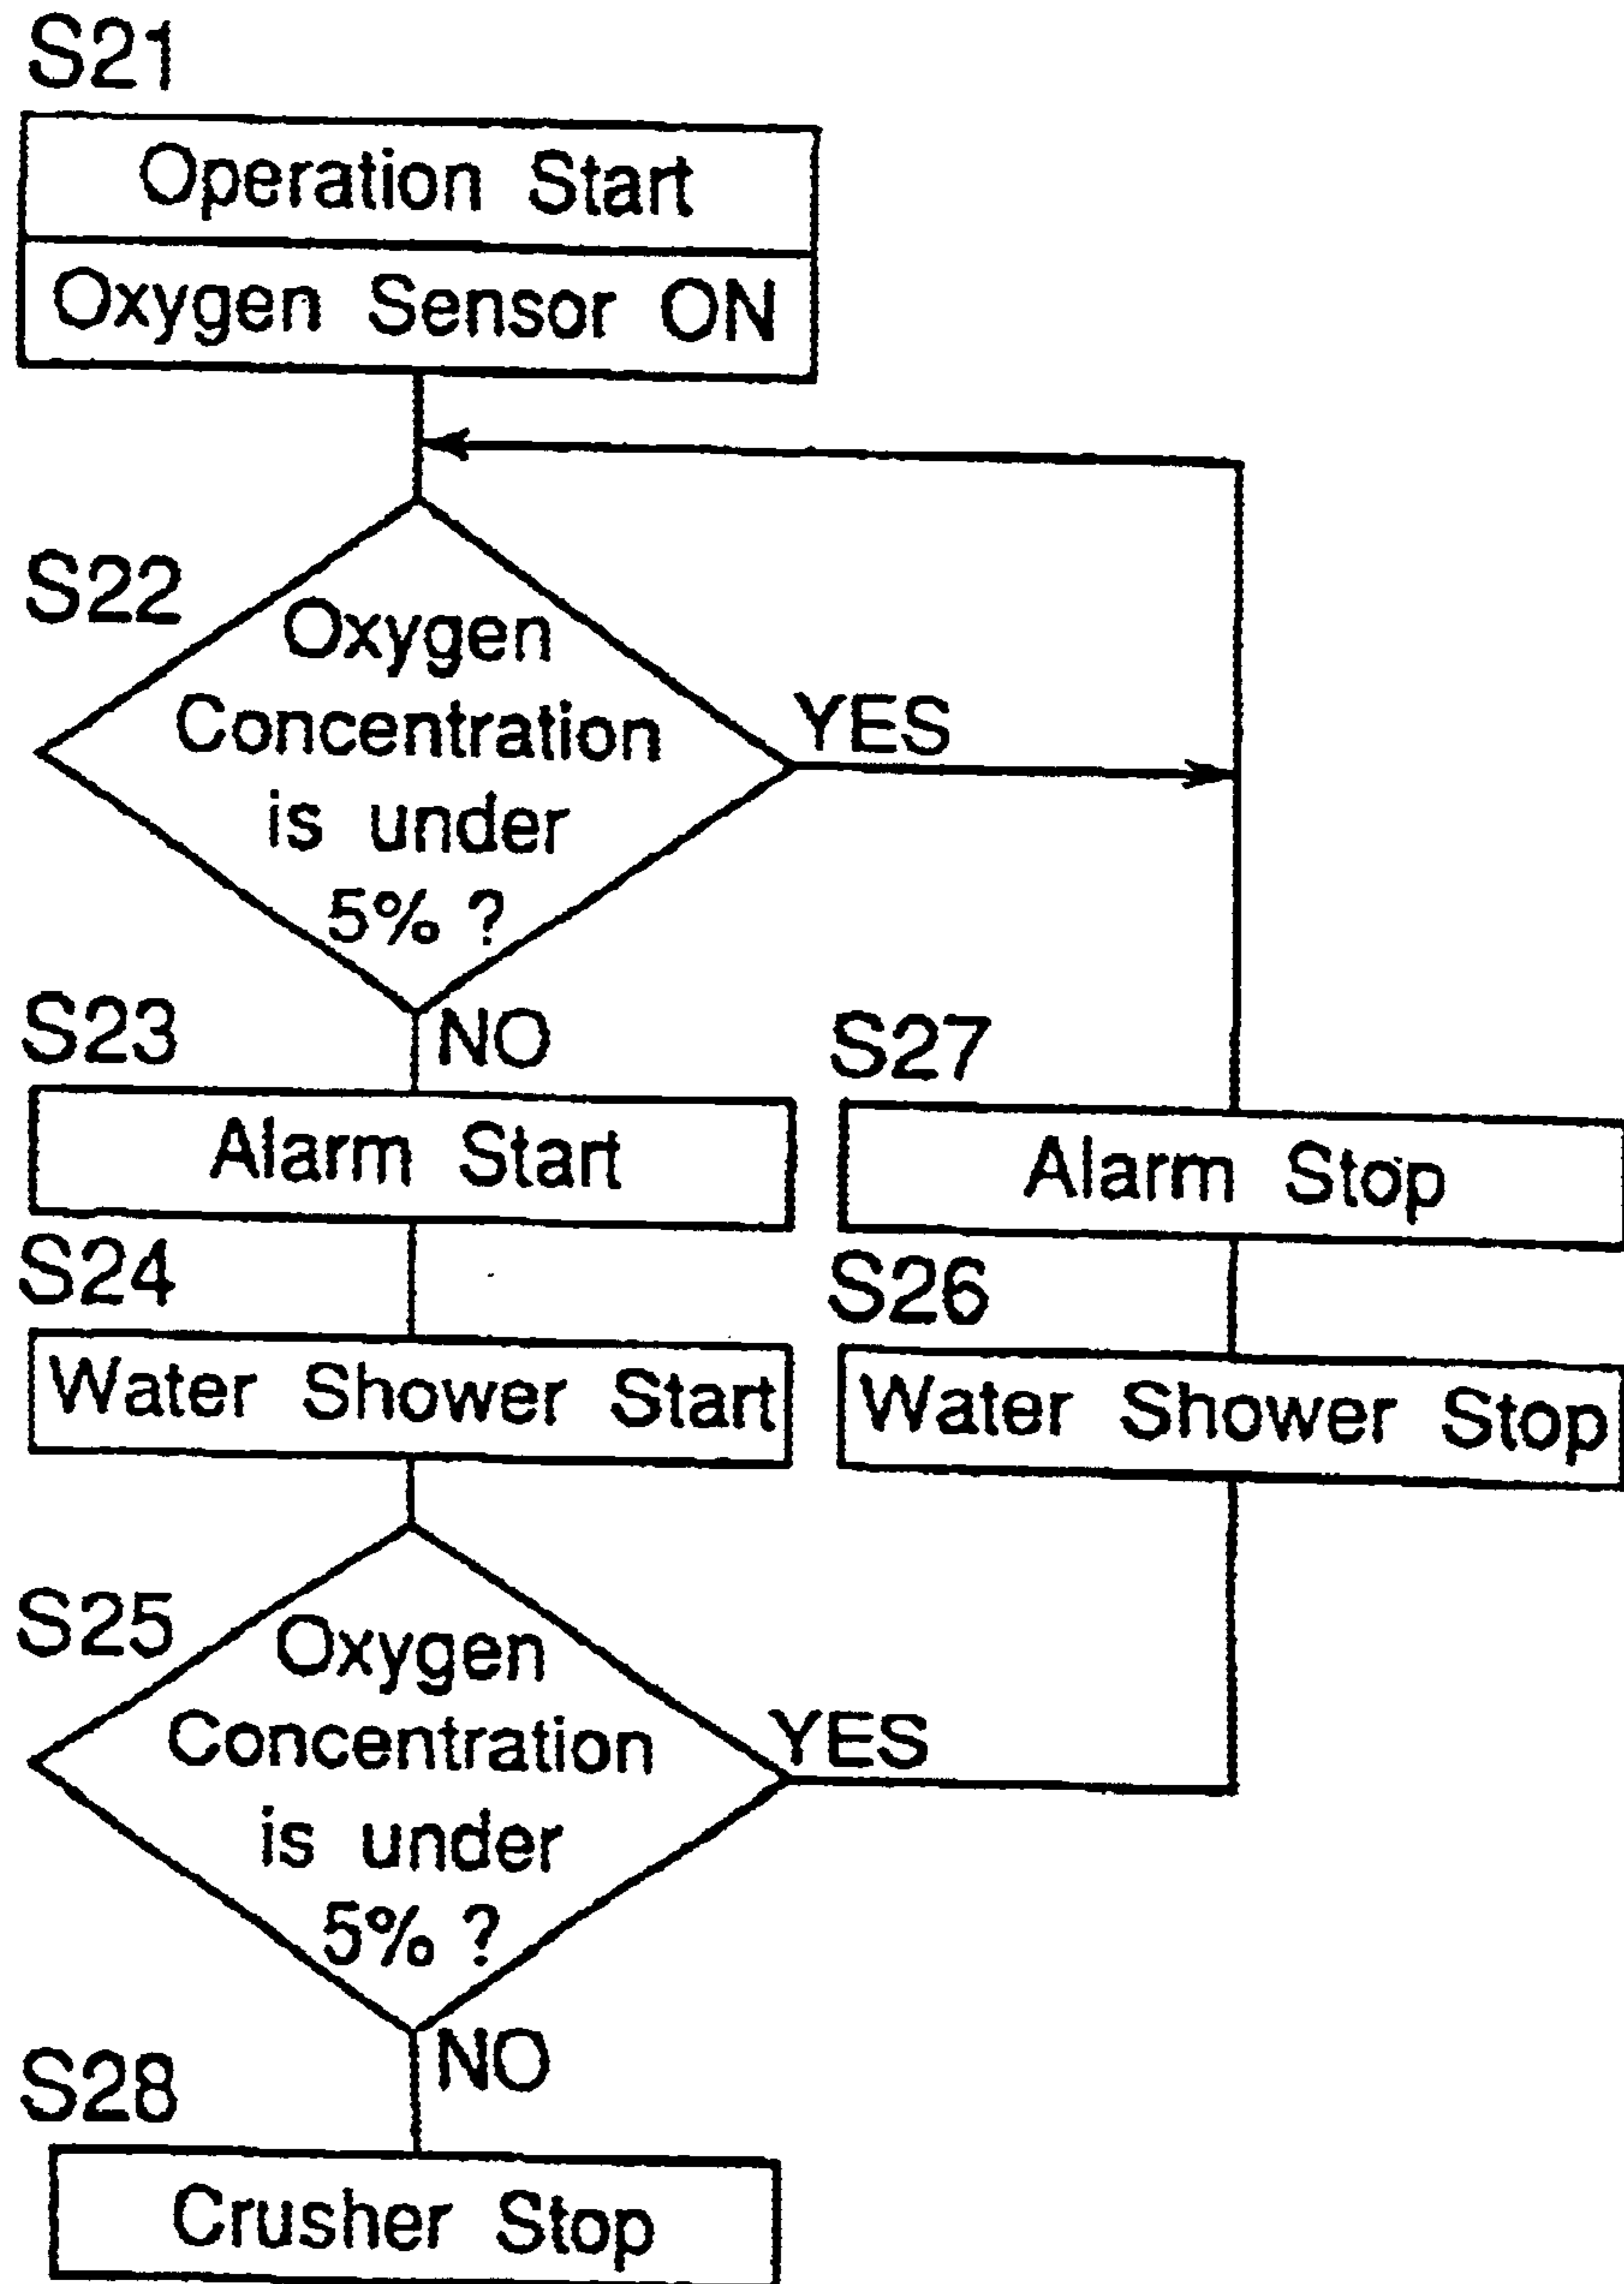 S21
Operation Start
Oxygen Sensor ON
S22
Oxygen
Concentration
is under
5% ?
YES
NO
S23
Alarm Start
S27
Alarm Stop
S24
Water Shower Start
S26
Water Shower Stop
S25
Oxygen
Concentration
is under
5% ?
YES
NO
S28
Crusher Stop